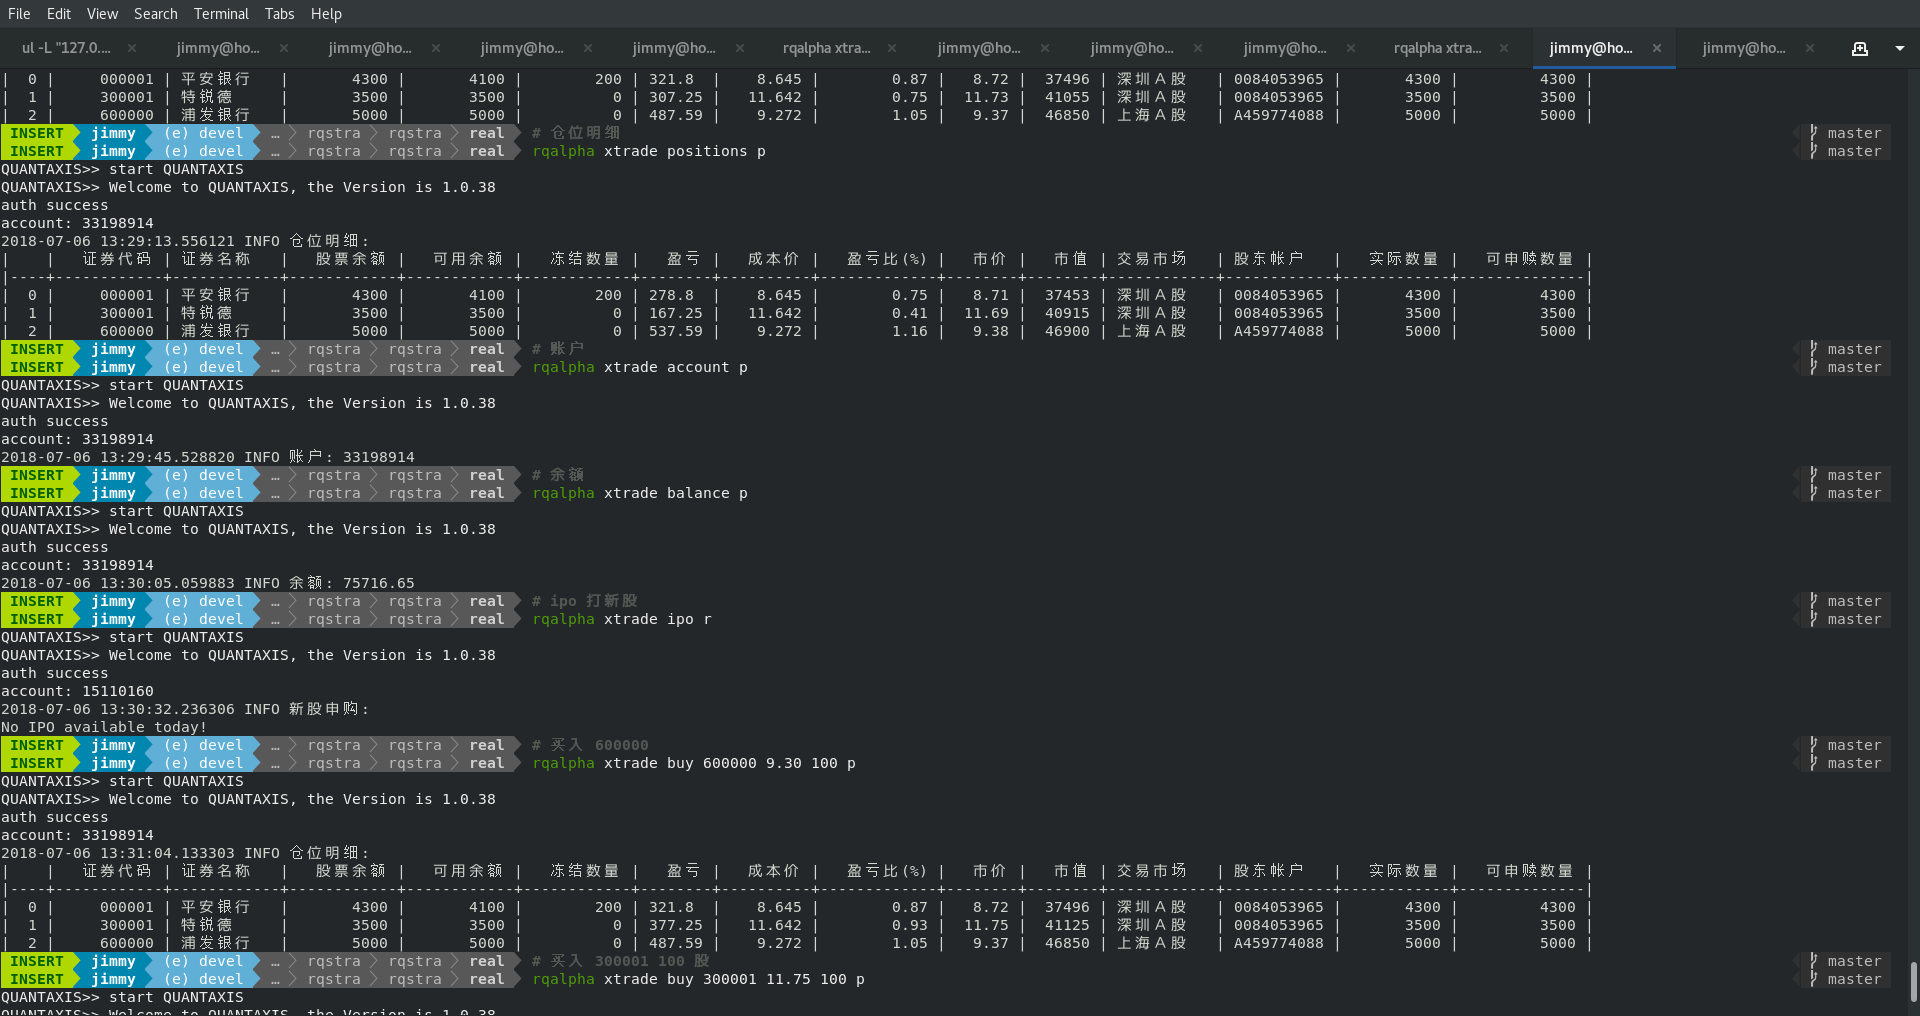 File Edit View Search Terminal Tabs Help
ul -L "127.0.... × jimmy@ho... × jimmy@ho... × jimmy@ho... × jimmy@ho... × rqalpha xtra... × jimmy@ho... × jimmy@ho... × jimmy@ho... × rqalpha xtra... × jimmy@ho... × jimmy@ho... ×
| 0 | 000001 | 平安银行 | 4300 | 4100 | 200 | 321.8 | 8.645 | 0.87 | 8.72 | 37496 | 深圳A股 | 0084053965 | 4300 | 4300 |
| 1 | 300001 | 特锐德 | 3500 | 3500 | 0 | 307.25 | 11.642 | 0.75 | 11.73 | 41055 | 深圳A股 | 0084053965 | 3500 | 3500 |
| 2 | 600000 | 浦发银行 | 5000 | 5000 | 0 | 487.59 | 9.272 | 1.05 | 9.37 | 46850 | 上海A股 | A459774088 | 5000 | 5000 |
INSERT jimmy (e) devel … rqstra rqstra real # 仓位明细 master
INSERT jimmy (e) devel … rqstra rqstra real rqalpha xtrade positions p master
QUANTAXIS>> start QUANTAXIS
QUANTAXIS>> Welcome to QUANTAXIS, the Version is 1.0.38
auth success
account: 33198914
2018-07-06 13:29:13.556121 INFO 仓位明细:
| | 证券代码 | 证券名称 | 股票余额 | 可用余额 | 冻结数量 | 盈亏 | 成本价 | 盈亏比(%) | 市价 | 市值 | 交易市场 | 股东帐户 | 实际数量 | 可申赎数量 |
|----+------------+------------+------------+------------+------------+--------+----------+-------------+--------+--------+------------+------------+------------+--------------|
| 0 | 000001 | 平安银行 | 4300 | 4100 | 200 | 278.8 | 8.645 | 0.75 | 8.71 | 37453 | 深圳A股 | 0084053965 | 4300 | 4300 |
| 1 | 300001 | 特锐德 | 3500 | 3500 | 0 | 167.25 | 11.642 | 0.41 | 11.69 | 40915 | 深圳A股 | 0084053965 | 3500 | 3500 |
| 2 | 600000 | 浦发银行 | 5000 | 5000 | 0 | 537.59 | 9.272 | 1.16 | 9.38 | 46900 | 上海A股 | A459774088 | 5000 | 5000 |
INSERT jimmy (e) devel … rqstra rqstra real # 账户 master
INSERT jimmy (e) devel … rqstra rqstra real rqalpha xtrade account p master
QUANTAXIS>> start QUANTAXIS
QUANTAXIS>> Welcome to QUANTAXIS, the Version is 1.0.38
auth success
account: 33198914
2018-07-06 13:29:45.528820 INFO 账户: 33198914
INSERT jimmy (e) devel … rqstra rqstra real # 余额 master
INSERT jimmy (e) devel … rqstra rqstra real rqalpha xtrade balance p master
QUANTAXIS>> start QUANTAXIS
QUANTAXIS>> Welcome to QUANTAXIS, the Version is 1.0.38
auth success
account: 33198914
2018-07-06 13:30:05.059883 INFO 余额: 75716.65
INSERT jimmy (e) devel … rqstra rqstra real # ipo 打新股 master
INSERT jimmy (e) devel … rqstra rqstra real rqalpha xtrade ipo r master
QUANTAXIS>> start QUANTAXIS
QUANTAXIS>> Welcome to QUANTAXIS, the Version is 1.0.38
auth success
account: 15110160
2018-07-06 13:30:32.236306 INFO 新股申购:
No IPO available today!
INSERT jimmy (e) devel … rqstra rqstra real # 买入 600000 master
INSERT jimmy (e) devel … rqstra rqstra real rqalpha xtrade buy 600000 9.30 100 p master
QUANTAXIS>> start QUANTAXIS
QUANTAXIS>> Welcome to QUANTAXIS, the Version is 1.0.38
auth success
account: 33198914
2018-07-06 13:31:04.133303 INFO 仓位明细:
| | 证券代码 | 证券名称 | 股票余额 | 可用余额 | 冻结数量 | 盈亏 | 成本价 | 盈亏比(%) | 市价 | 市值 | 交易市场 | 股东帐户 | 实际数量 | 可申赎数量 |
|----+------------+------------+------------+------------+------------+--------+----------+-------------+--------+--------+------------+------------+------------+--------------|
| 0 | 000001 | 平安银行 | 4300 | 4100 | 200 | 321.8 | 8.645 | 0.87 | 8.72 | 37496 | 深圳A股 | 0084053965 | 4300 | 4300 |
| 1 | 300001 | 特锐德 | 3500 | 3500 | 0 | 377.25 | 11.642 | 0.93 | 11.75 | 41125 | 深圳A股 | 0084053965 | 3500 | 3500 |
| 2 | 600000 | 浦发银行 | 5000 | 5000 | 0 | 487.59 | 9.272 | 1.05 | 9.37 | 46850 | 上海A股 | A459774088 | 5000 | 5000 |
INSERT jimmy (e) devel … rqstra rqstra real # 买入 300001 100 股 master
INSERT jimmy (e) devel … rqstra rqstra real rqalpha xtrade buy 300001 11.75 100 p master
QUANTAXIS>> start QUANTAXIS
QUANTAXIS>> Welcome to QUANTAXIS, the Version is 1.0.38